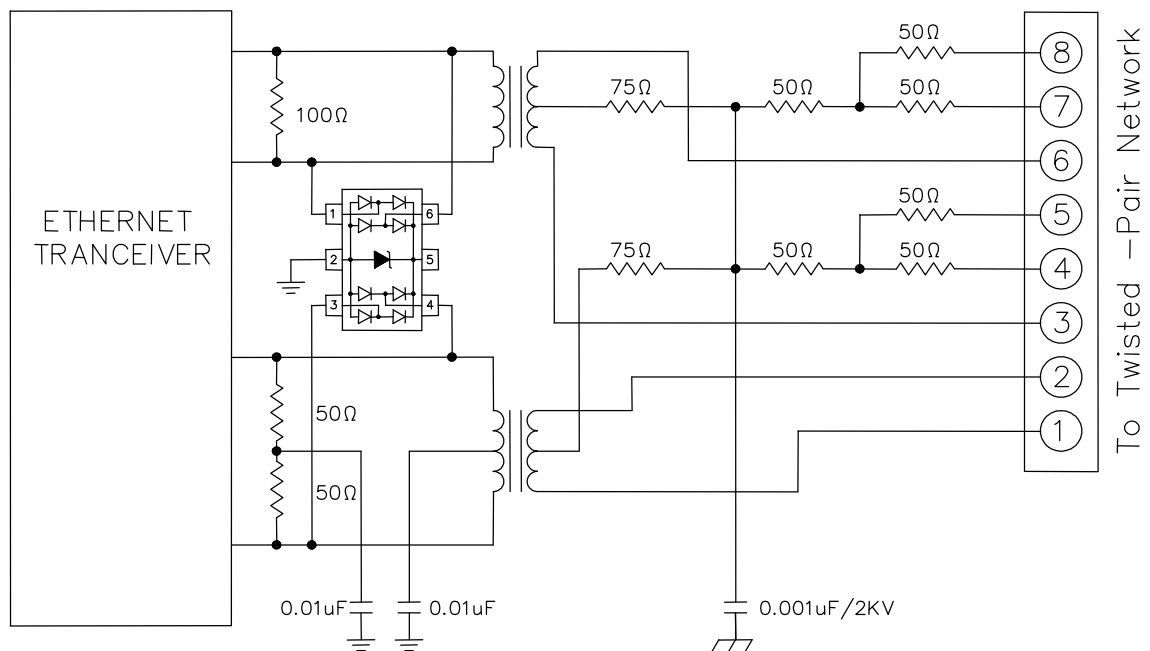 ETHERNET
TRANCEIVER
100Ω
1
6
2
5
3
4
50Ω
50Ω
0.01uF
0.01uF
75Ω
50Ω
50Ω
50Ω
75Ω
50Ω
50Ω
50Ω
0.001uF/2KV
8
7
6
5
4
3
2
1
To Twisted -Pair Network